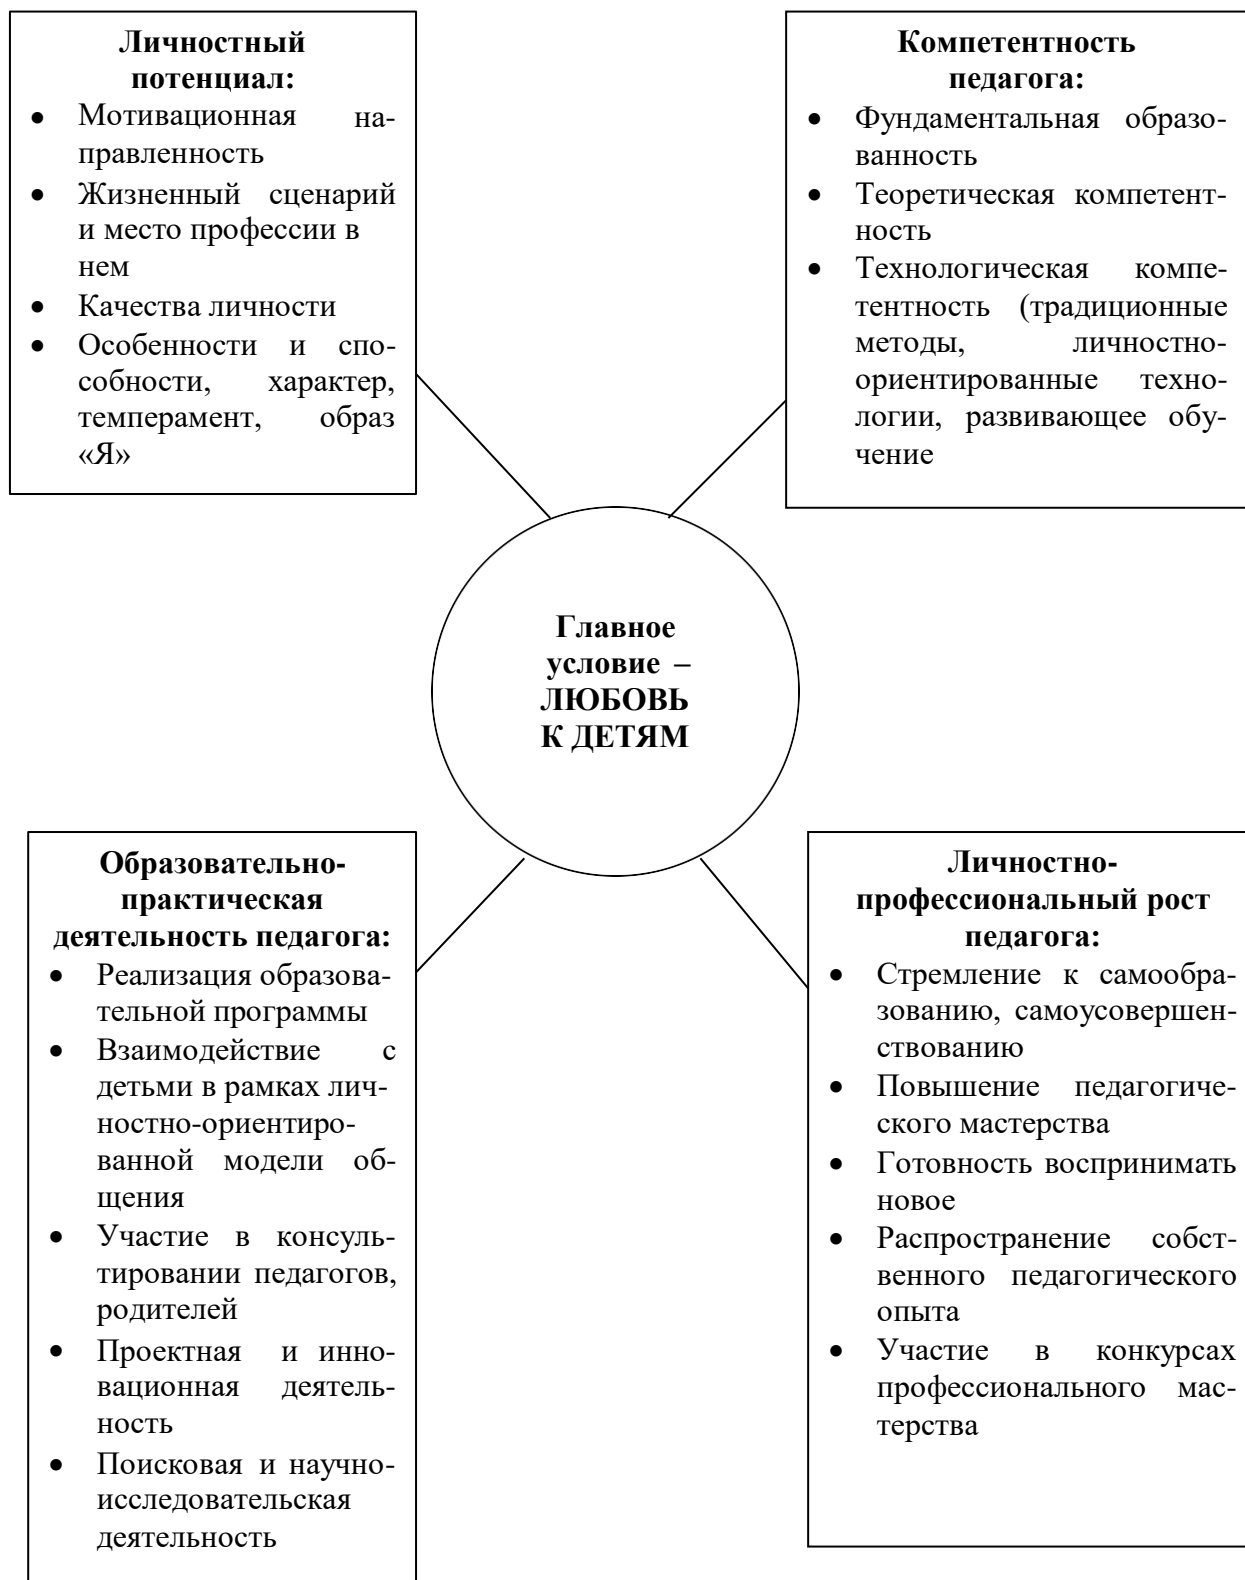 Личностный
потенциал:
• Мотивационная на-
правленность
• Жизненный сценарий
и место профессии в
нем
• Качества личности
• Особенности и спо-
собности, характер,
темперамент, образ
«Я»
Компетентность
педагога:
• Фундаментальная образо-
ванность
• Теоретическая компетент-
ность
• Технологическая компе-
тентность (традиционные
методы, личностно-
ориентированные техно-
логии, развивающее обу-
чение
Главное
условие –
ЛЮБОВЬ
К ДЕТЯМ
Образовательно-
практическая
деятельность педагога:
• Реализация образова-
тельной программы
• Взаимодействие с
детьми в рамках лич-
ностно-ориентиро-
ванной модели об-
щения
• Участие в консуль-
тировании педагогов,
родителей
• Проектная и инно-
вационная деятель-
ность
• Поисковая и научно-
исследовательская
деятельность
Личностно-
профессиональный рост
педагога:
• Стремление к самообра-
зованию, самоусовершен-
ствованию
• Повышение педагогиче-
ского мастерства
• Готовность воспринимать
новое
• Распространение собст-
венного педагогического
опыта
• Участие в конкурсах
профессионального мас-
терства